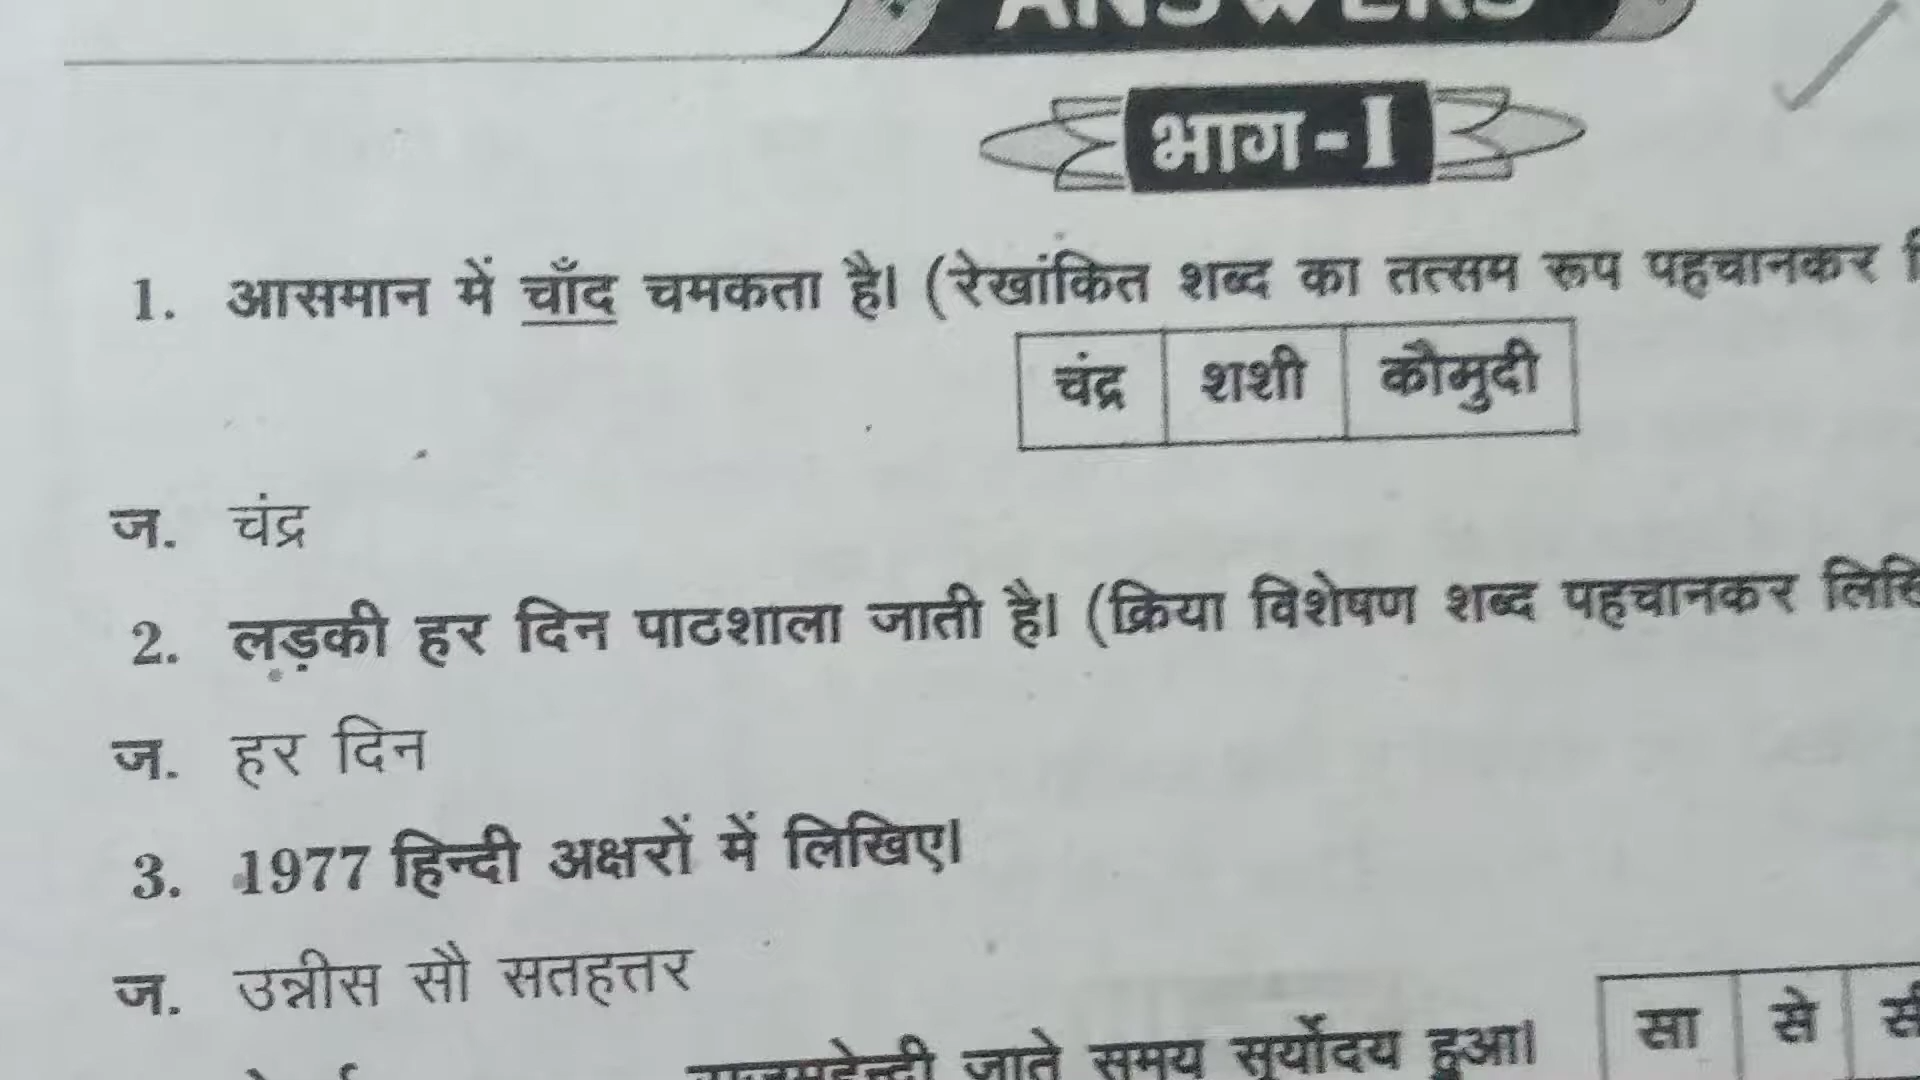 ANSWERS
भाग - I
1. आसमान में चाँद चमकता है। (रेखांकित शब्द का तत्सम रूप पहचानकर
चंद्र शशी कौमुदी
ज. चंद्र
2. लड़की हर दिन पाठशाला जाती है। (क्रिया विशेषण शब्द पहचानकर
ज. हर दिन
3. 1977 हिन्दी अक्षरों में लिखिए।
ज. उन्नीस सौ सतहत्तर
सा से
जाते समय सूर्योदय हुआ।